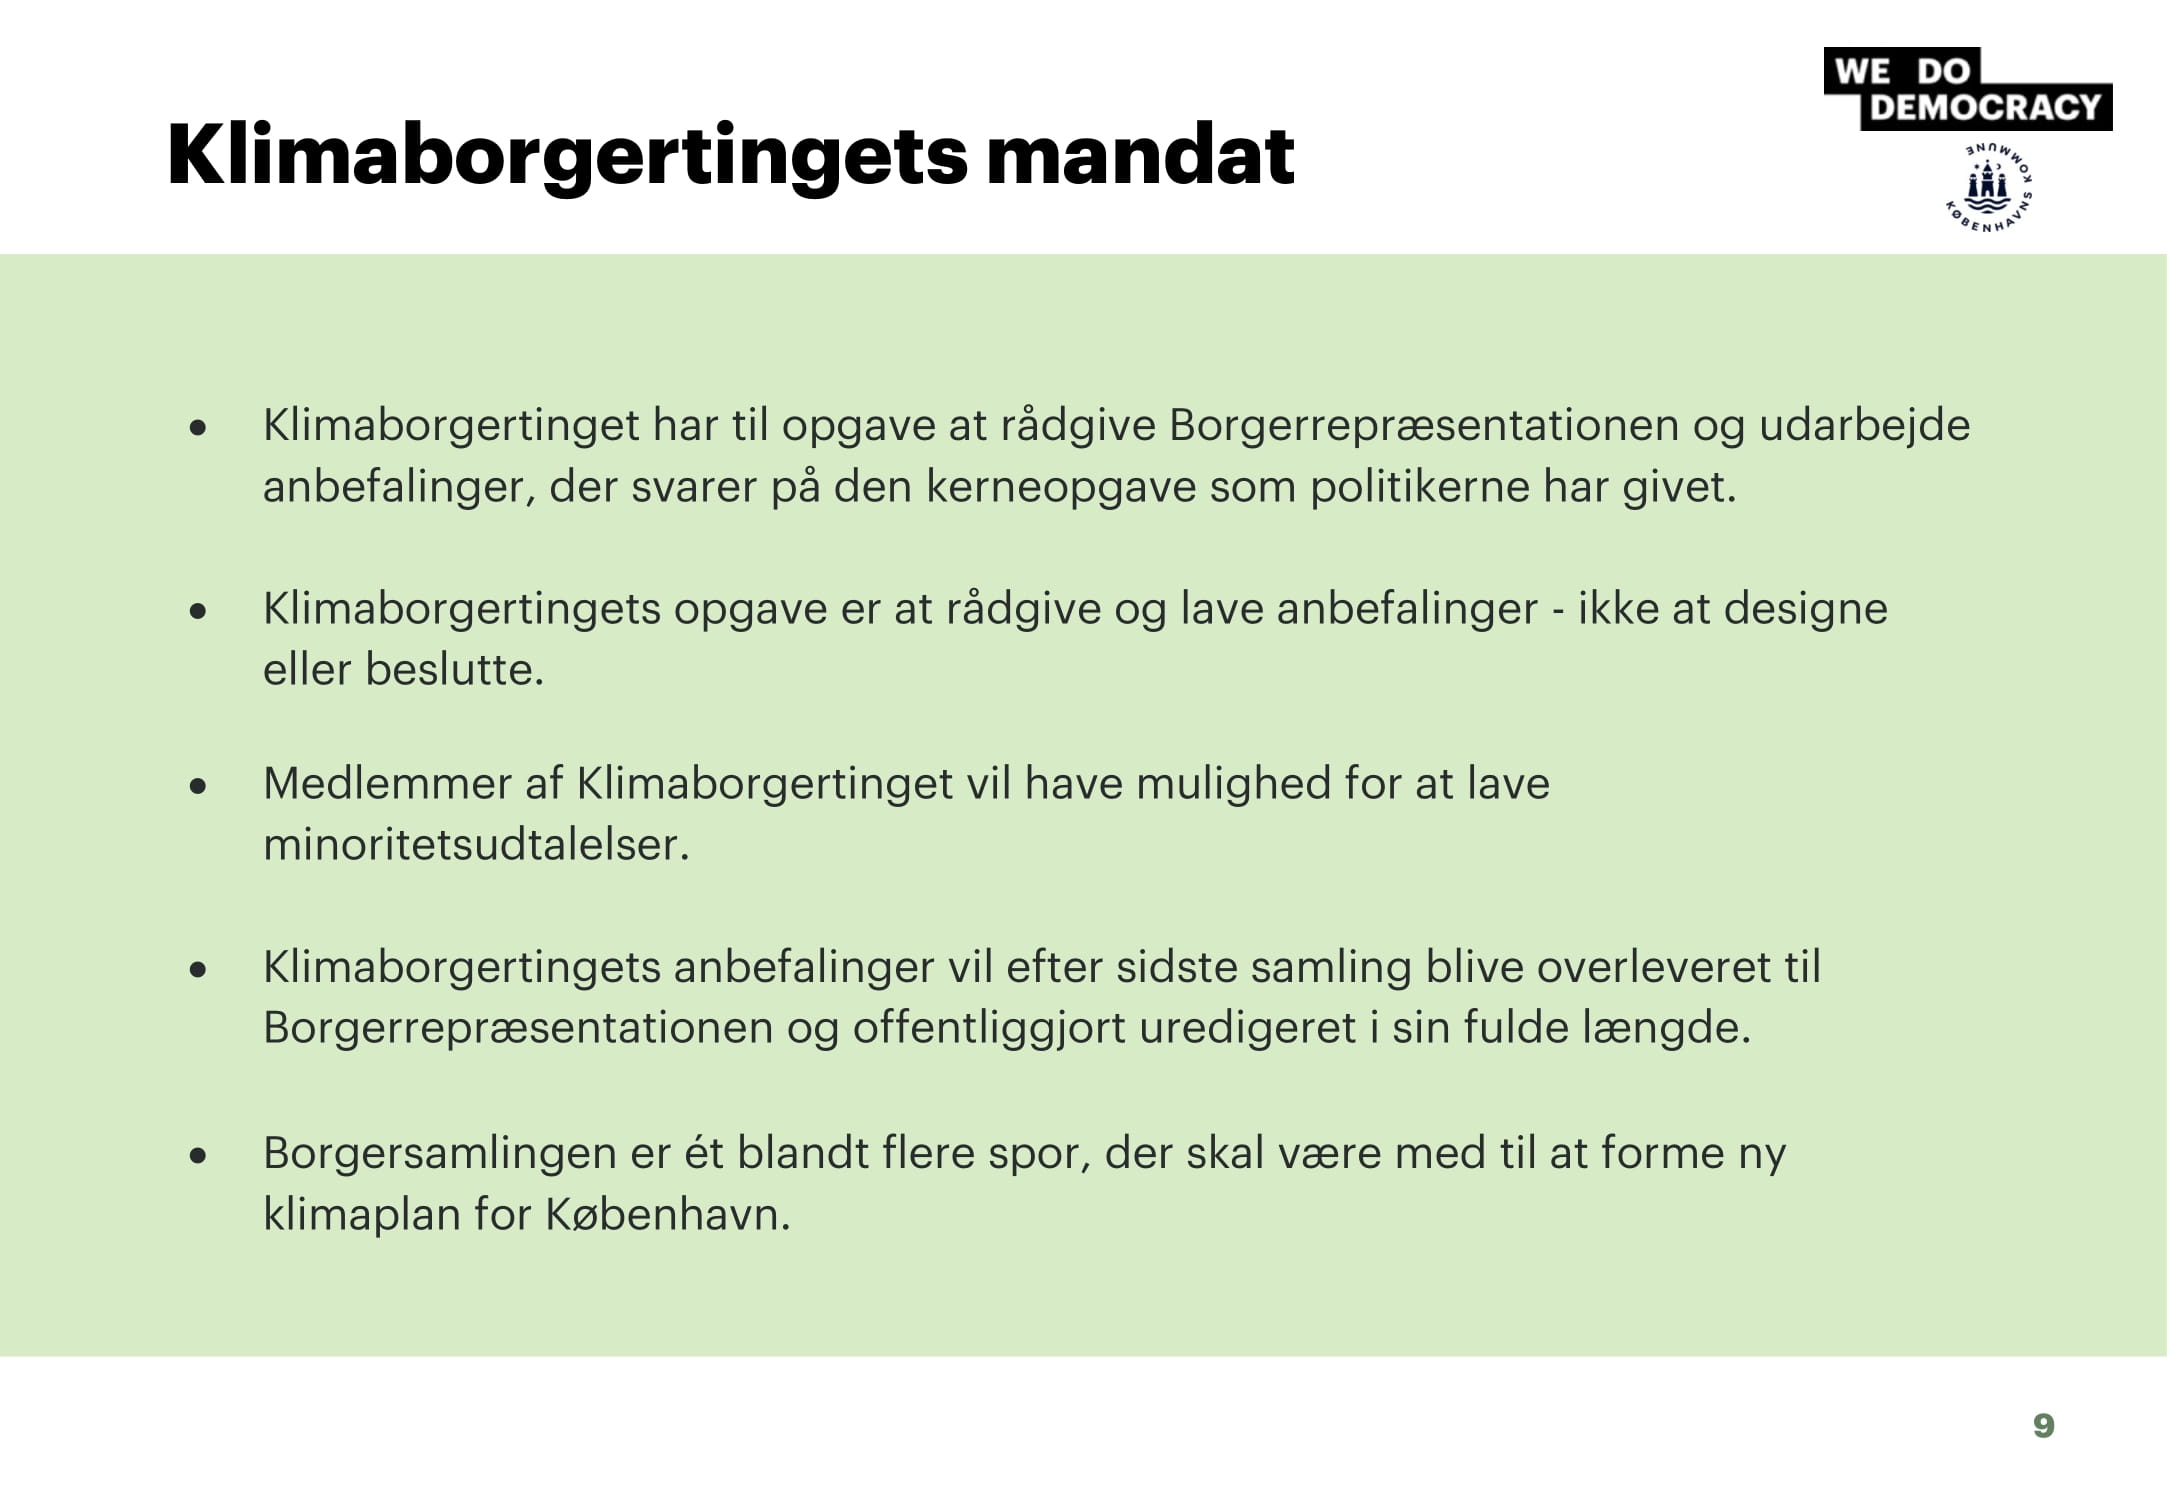 WE DO
DEMOCRACY
KØBENHAVNS KOMMUNE
Klimaborgertingets mandat
• Klimaborgertinget har til opgave at rådgive Borgerrepræsentationen og udarbejde
anbefalinger, der svarer på den kerneopgave som politikerne har givet.
• Klimaborgertingets opgave er at rådgive og lave anbefalinger - ikke at designe
eller beslutte.
• Medlemmer af Klimaborgertinget vil have mulighed for at lave
minoritetsudtalelser.
• Klimaborgertingets anbefalinger vil efter sidste samling blive overleveret til
Borgerrepræsentationen og offentliggjort uredigeret i sin fulde længde.
• Borgersamlingen er ét blandt flere spor, der skal være med til at forme ny
klimaplan for København.
9